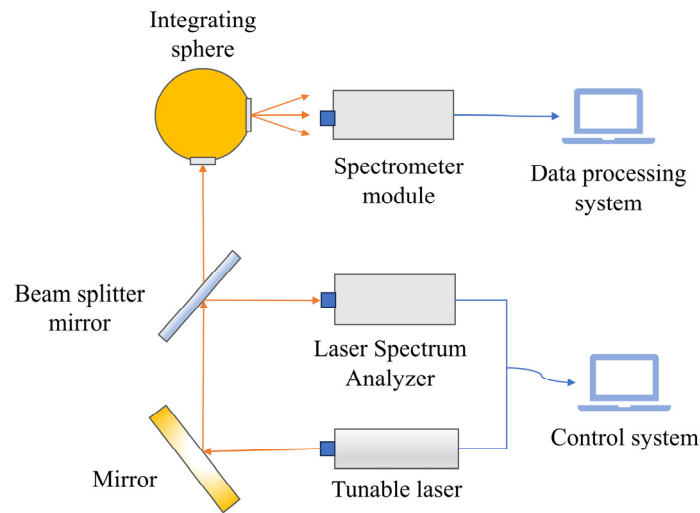 Integrating
sphere
Spectrometer
module
Data processing
system
Beam splitter
mirror
Laser Spectrum
Analyzer
Control system
Mirror
Tunable laser